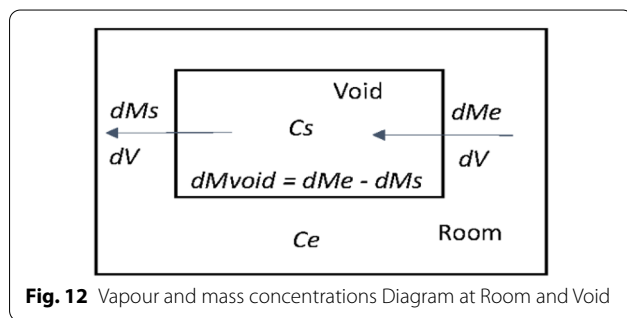 Void
dMs
dMe
Cs
dV
dV
dMvoid = dMe - dMs
Ce
Room
Fig. 12 Vapour and mass concentrations Diagram at Room and Void